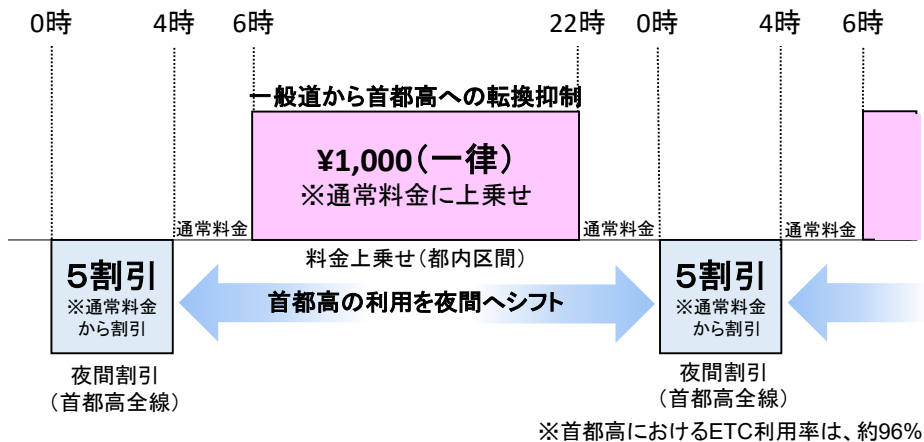 0時 4時 6時 22時 0時 4時 6時
一般道から首都高への転換抑制
¥1,000(一律)
※通常料金に上乗せ
通常料金 通常料金 通常料金
料金上乗せ(都内区間)
5割引
※通常料金
から割引
首都高の利用を夜間へシフト
5割引
※通常料金
から割引
夜間割引
(首都高全線)
夜間割引
(首都高全線)
※首都高におけるETC利用率は、約96%